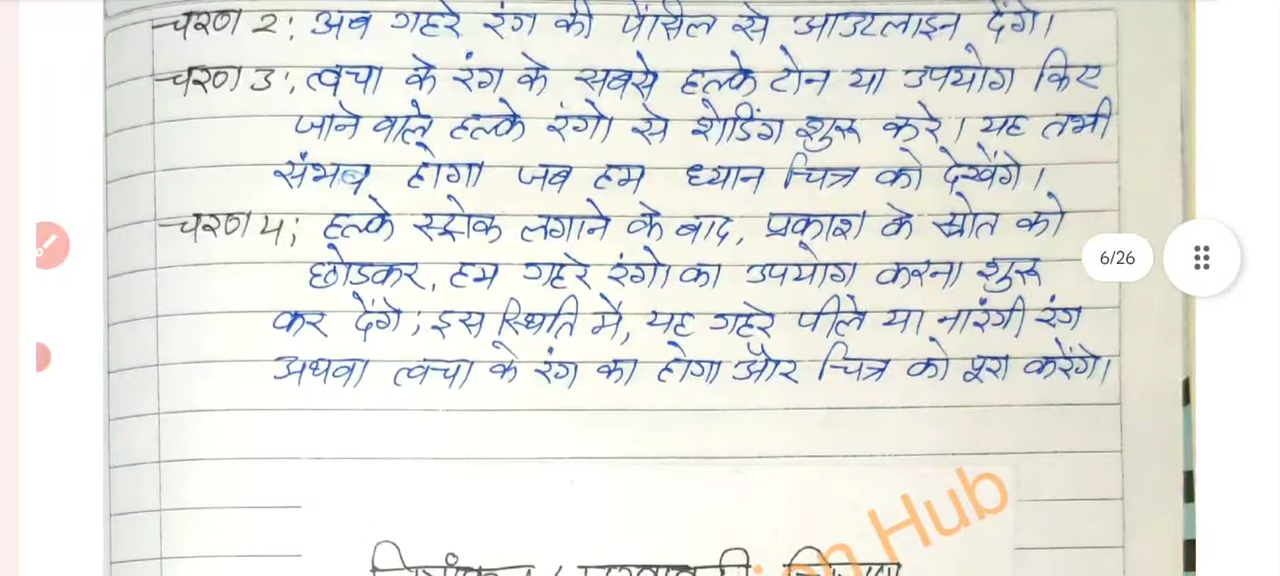 चरण 2: अब गहरे रंग की पेंसिल से आउटलाइन देंगे।
चरण 3: त्वचा के रंग के सबसे हल्के टोन या उपयोग किए
जाने वाले हल्के रंगो से शेडिंग शुरू करे। यह तभी
संभव होगा जब हम ध्यान चित्र को देखेंगे।
6/26
चरण 4: हल्के स्ट्रोक लगाने के बाद, प्रकाश के स्रोत को
छोडकर, हम गहरे रंगो का उपयोग करना शुरू
कर देंगे; इस स्थिति में, यह गहरे पीले या नारंगी रंग
अथवा त्वचा के रंग का होगा और चित्र को पूरा करेंगे।
Hub